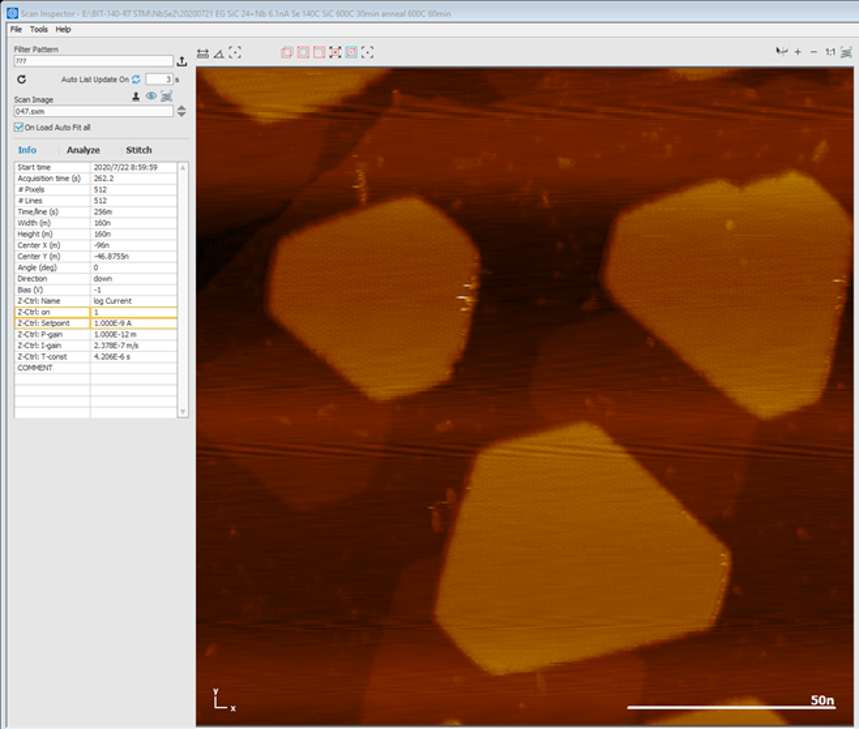 Scan Inspector - E:\BIT-140-RT STM\NbSe2\20200721 EG SiC 24+Nb 6.1nA Se 140C SiC 600C 30min anneal 600C 60min
File Tools Help
Filter Pattern
???
Auto List Update On 3 s
Scan Image
047.sxm
On Load Auto Fit all
Info Analyze Stitch
Start time 2020/7/22 8:59:59
Acquisition time (s) 262.2
# Pixels 512
# Lines 512
Time/line (s) 256m
Width (m) 160n
Height (m) 160n
Center X (m) -96n
Center Y (m) -46.8755n
Angle (deg) 0
Direction down
Bias (V) -1
Z-Ctrl: Name log Current
Z-Ctrl: on 1
Z-Ctrl: Setpoint 1.000E-9 A
Z-Ctrl: P-gain 1.000E-12 m
Z-Ctrl: I-gain 2.378E-7 m/s
Z-Ctrl: T-const 4.206E-6 s
COMMENT
1:1
y
x
50n